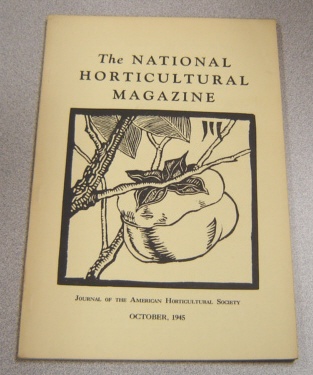 The NATIONAL
HORTICULTURAL
MAGAZINE
JOURNAL OF THE AMERICAN HORTICULTURAL SOCIETY
OCTOBER, 1945